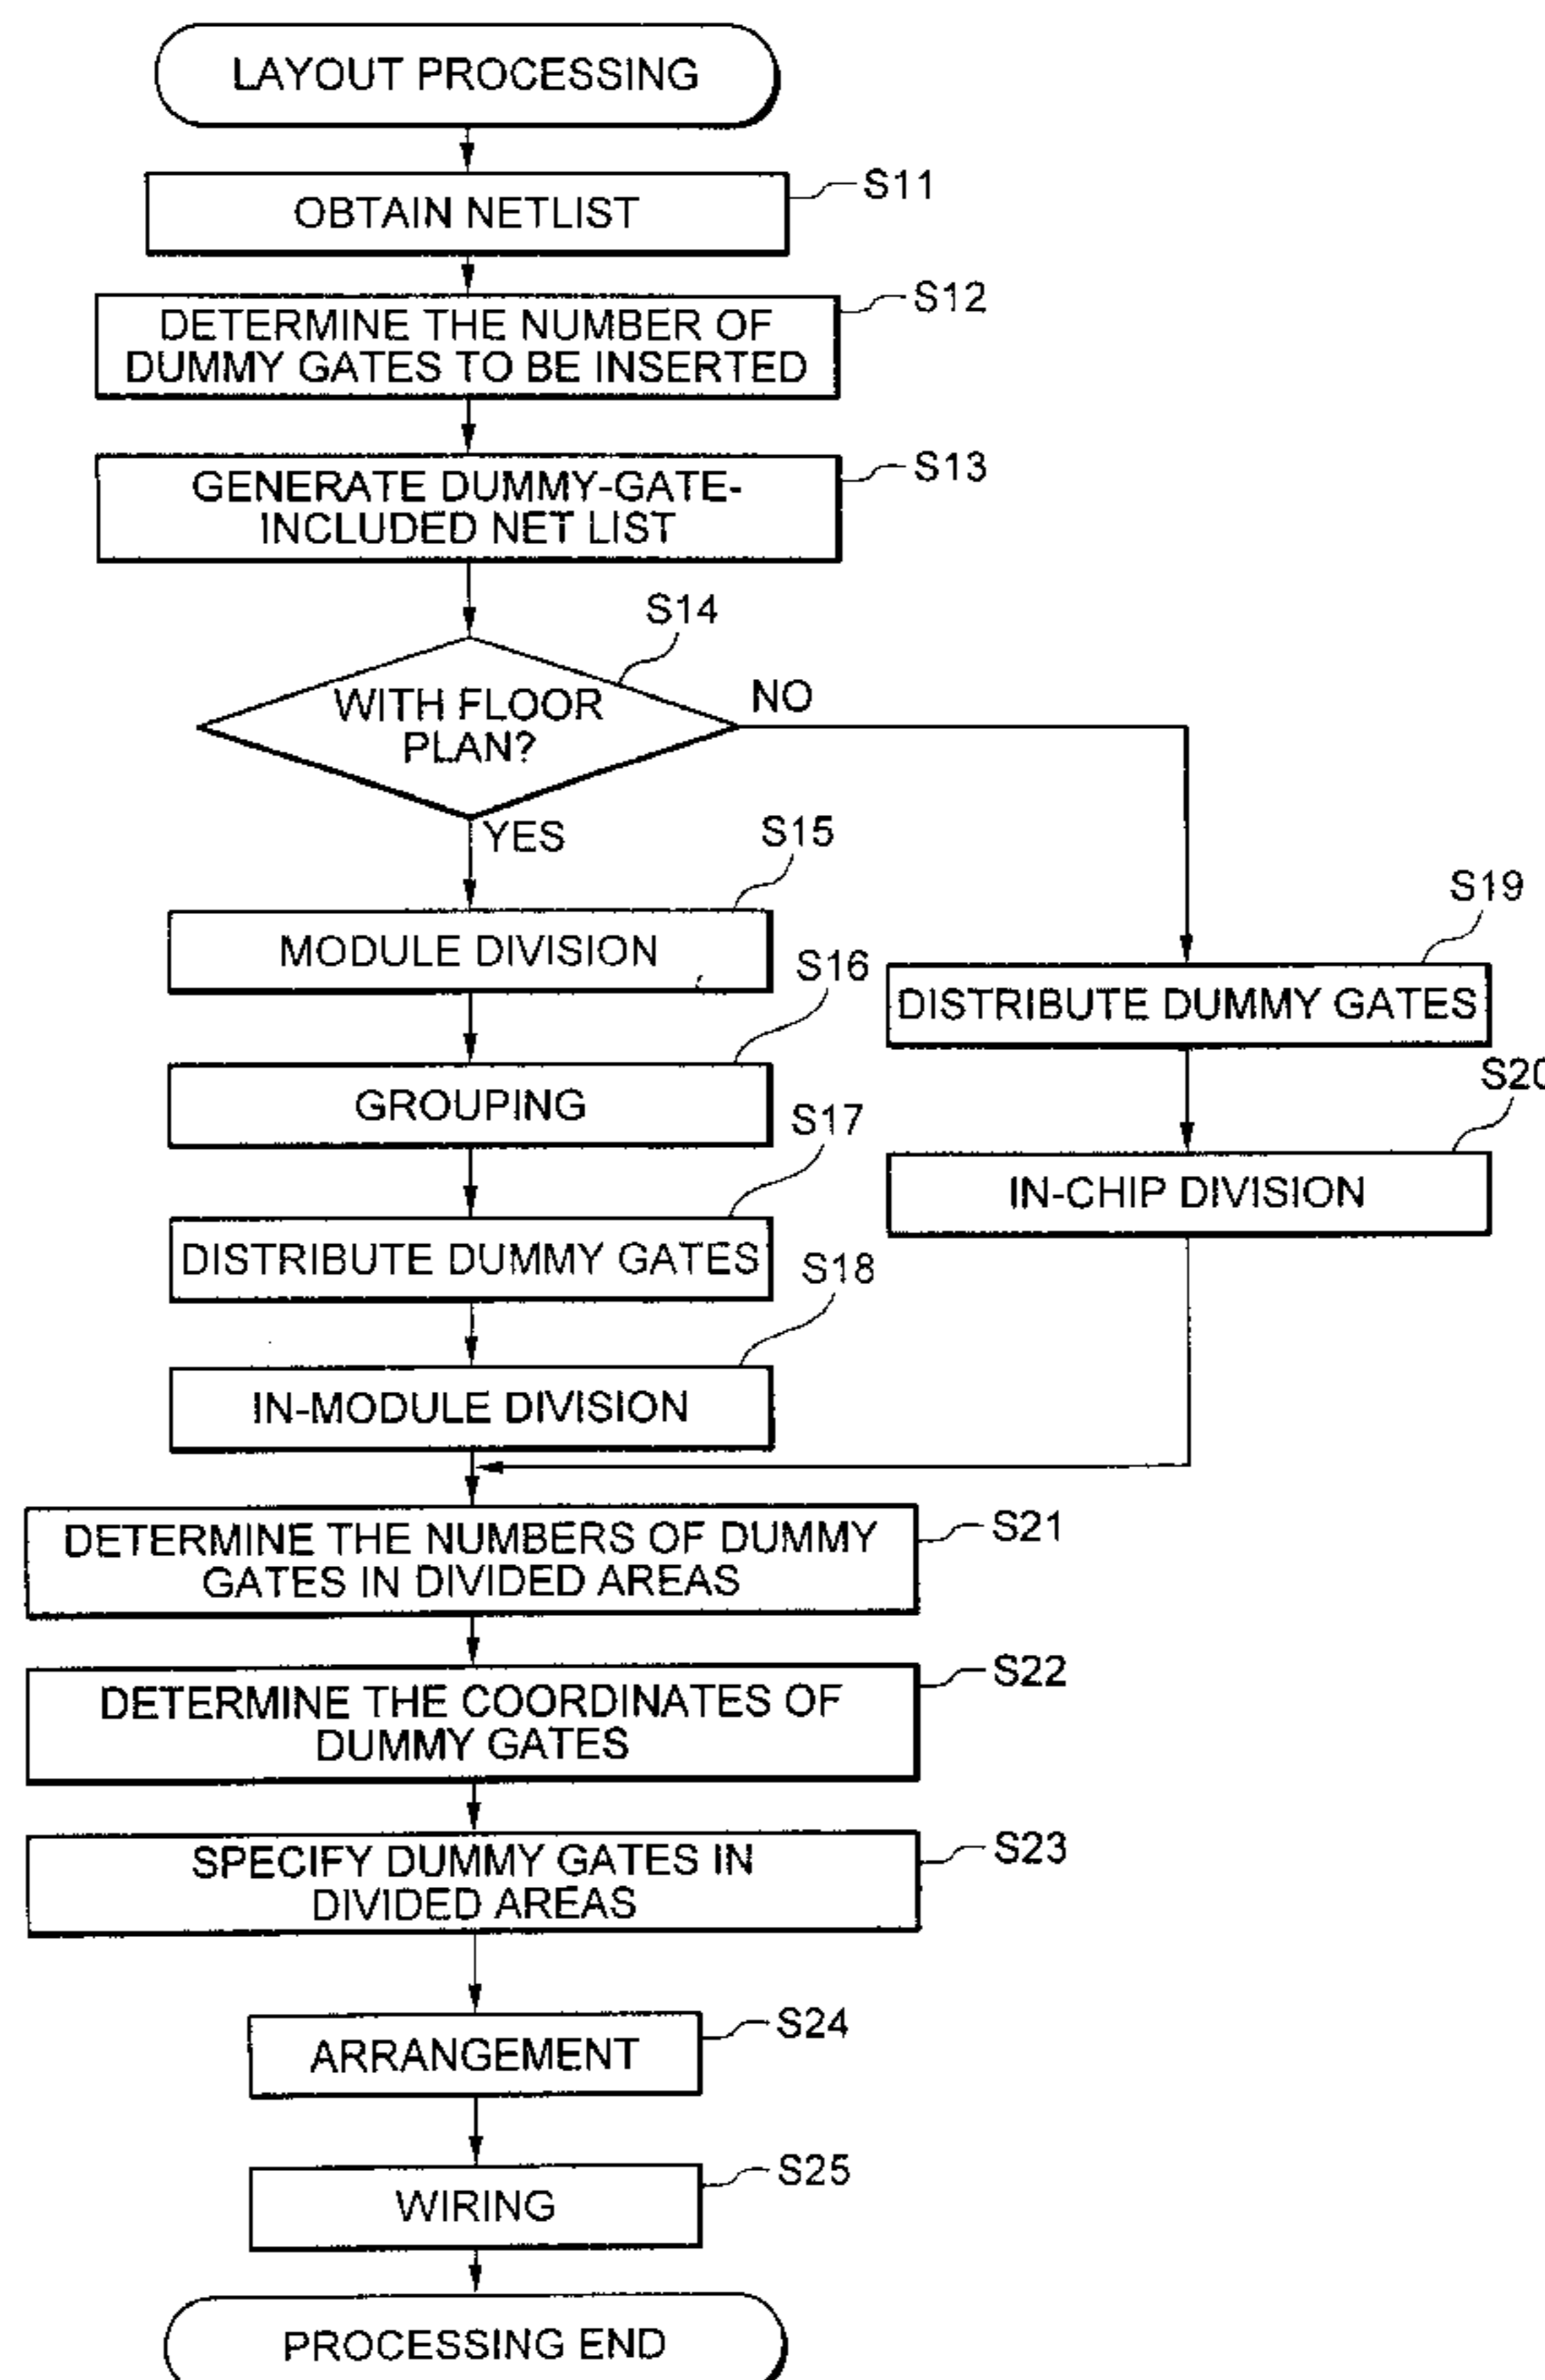 LAYOUT PROCESSING
OBTAIN NETLIST
S11
DETERMINE THE NUMBER OF
DUMMY GATES TO BE INSERTED
S12
GENERATE DUMMY-GATE-
INCLUDED NET LIST
S13
S14
WITH FLOOR
PLAN?
NO
YES
S15
MODULE DIVISION
S16
GROUPING
S17
DISTRIBUTE DUMMY GATES
S18
IN-MODULE DIVISION
S19
DISTRIBUTE DUMMY GATES
S20
IN-CHIP DIVISION
DETERMINE THE NUMBERS OF DUMMY
GATES IN DIVIDED AREAS
S21
DETERMINE THE COORDINATES OF
DUMMY GATES
S22
SPECIFY DUMMY GATES IN
DIVIDED AREAS
S23
ARRANGEMENT
S24
WIRING
S25
PROCESSING END